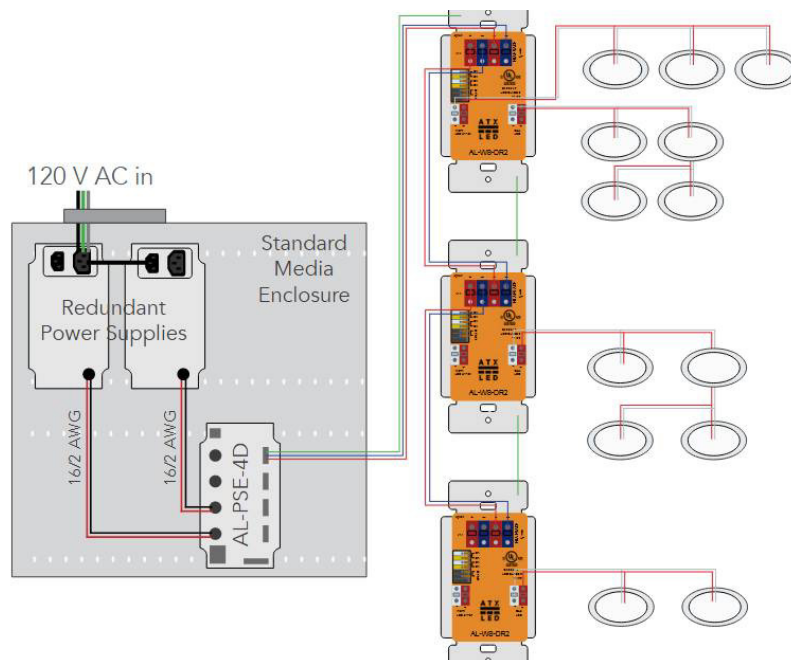 120 V AC in
Standard
Media
Enclosure
Redundant
Power Supplies
16/2 AWG
16/2 AWG
AL-PSE-4D
ATX
LED
AL-WS-DR2
ATX
LED
AL-WS-DR2
ATX
LED
AL-WS-DR2